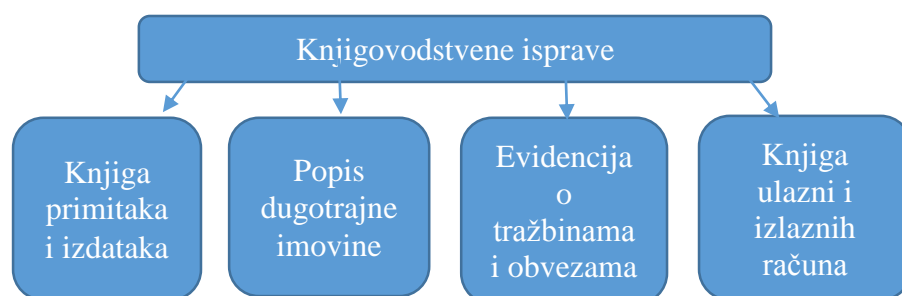 Knjigovodstvene isprave
Knjiga
primitaka
i izdataka
Popis
dugotrajne
imovine
Evidencija
o
tražbinama
i obvezama
Knjiga
ulazni i
izlaznih
računa